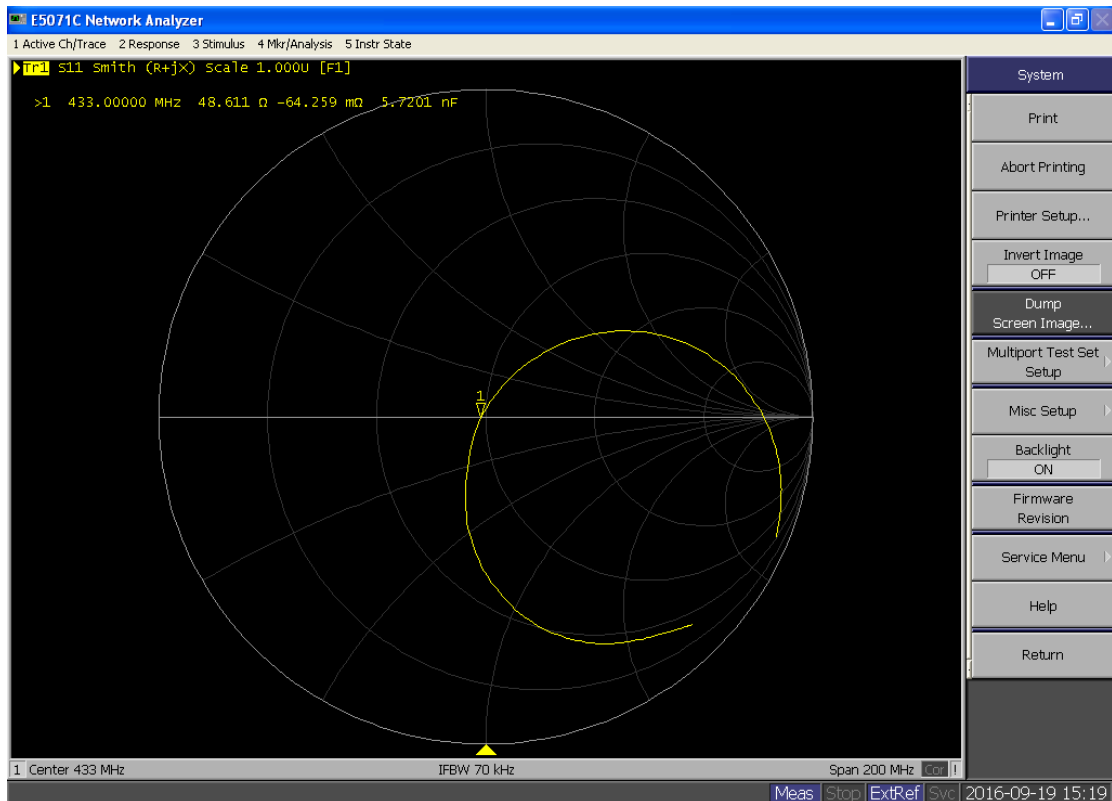 E5071C Network Analyzer
1 Active Ch/Trace 2 Response 3 Stimulus 4 Mkr/Analysis 5 Instr State
Tr1 S11 Smith (R+jX) Scale 1.000U [F1]
>1 433.00000 MHz 48.611 Ω -64.259 mΩ 5.7201 nF
1
System
Print
Abort Printing
Printer Setup...
Invert Image
OFF
Dump
Screen Image...
Multiport Test Set
Setup
Misc Setup
Backlight
ON
Firmware
Revision
Service Menu
Help
Return
1 Center 433 MHz IFBW 70 kHz Span 200 MHz Cor !
Meas Stop ExtRef Svc 2016-09-19 15:19